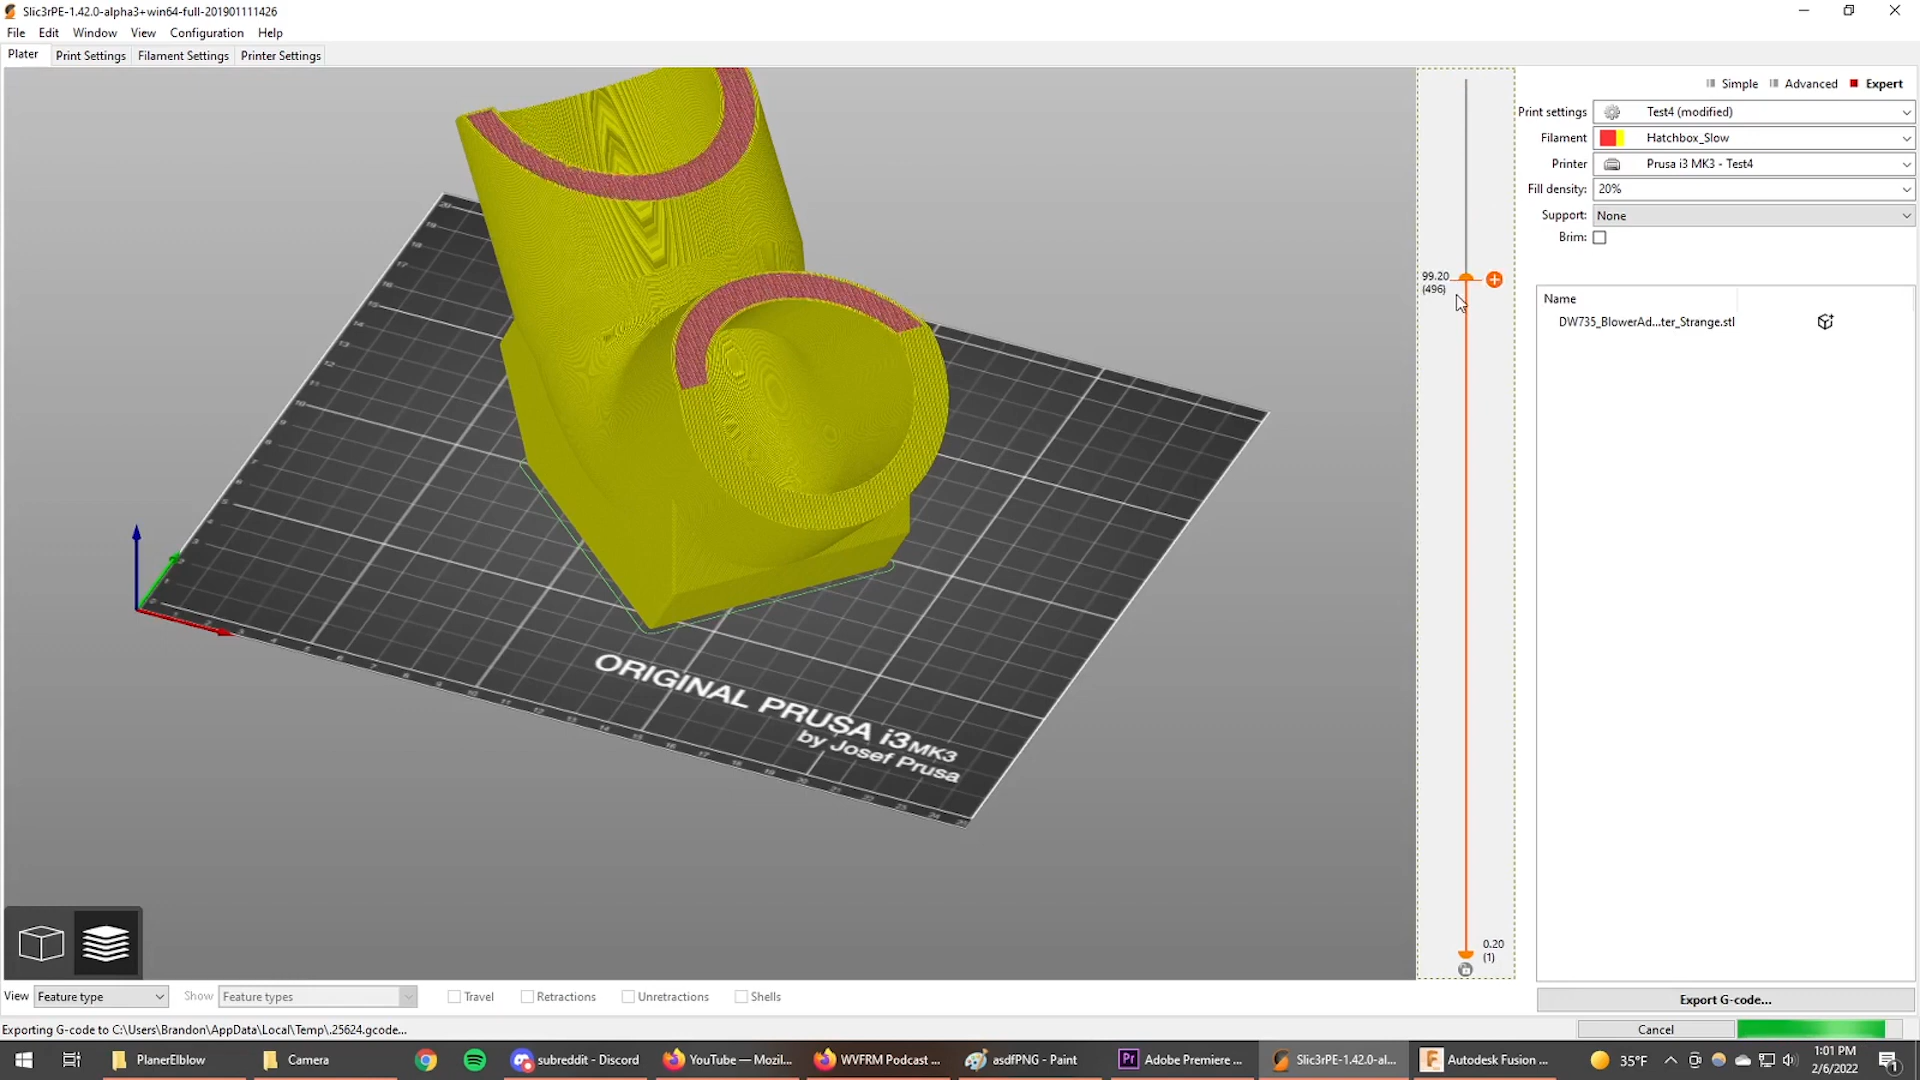 Slic3rPE-1.42.0-alpha3+win64-full-201901111426
File Edit Window View Configuration Help
Plater Print Settings Filament Settings Printer Settings
Simple Advanced Expert
Print settings Test4 (modified)
Filament Hatchbox_Slow
Printer Prusa i3 MK3 - Test4
Fill density: 20%
Support: None
Brim:
99.20
(496)
Name
DW735_BlowerAd...ter_Strange.stl
ORIGINAL PRUSA i3 MK3
by Josef Prusa
0.20
(1)
View Feature type Show Feature types Travel Retractions Unretractions Shells
Export G-code...
Exporting G-code to C:\Users\Brandon\AppData\Local\Temp\.25624.gcode...
Cancel
PlanerElblow Camera subreddit - Discord YouTube — Mozil... WVFRM Podcast ... asdfPNG - Paint Adobe Premiere ... Slic3rPE-1.42.0-al... Autodesk Fusion ... 35°F 1:01 PM
2/6/2022